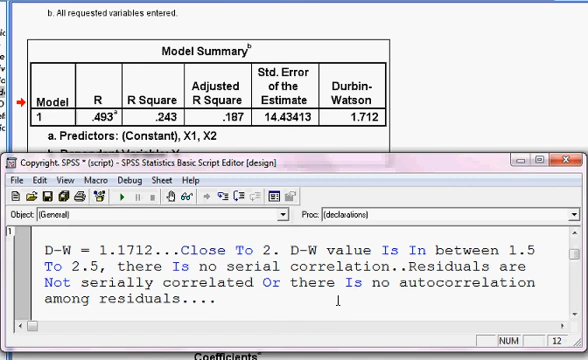 b. All requested variables entered.
Model Summaryb
Model R R Square Adjusted R Square Std. Error of the Estimate Durbin-Watson
1 .493a .243 .187 14.43413 1.712
a. Predictors: (Constant), X1, X2
Copyright. SPSS * (script) - SPSS Statistics Basic Script Editor [design]
File Edit View Macro Debug Sheet Help
Object: (General) Proc: (declarations)
1
D-W = 1.1712...Close To 2. D-W value Is In between 1.5
To 2.5, there Is no serial correlation..Residuals are
Not serially correlated Or there Is no autocorrelation
among residuals....
NUM 12
Coefficientsa